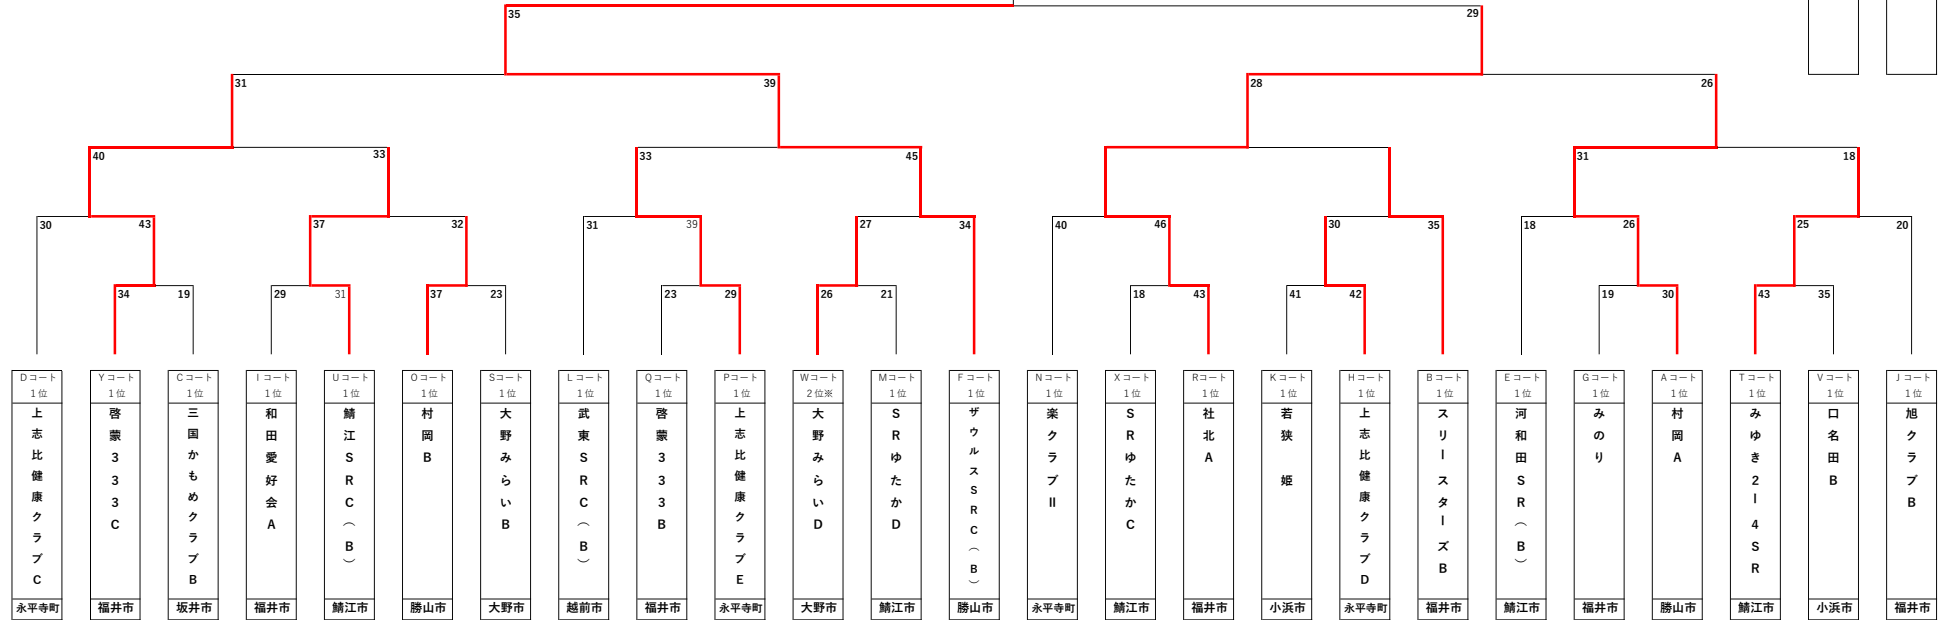 35 29
31 39 28 26
40 33 33 45 31 18
30 43 37 32 31 39 27 34 40 46 30 35 18 26 25 20
34 19 29 31 37 23 23 29 26 21 18 43 41 42 19 30 43 35
Dコート
1位
上志比健康クラブC
永平寺町
Yコート
1位
啓蒙333C
福井市
Cコート
1位
三国かもめクラブB
坂井市
Iコート
1位
和田愛好会A
福井市
Uコート
1位
鯖江SRC(B)
鯖江市
Oコート
1位
村岡B
勝山市
Sコート
1位
大野みらいB
大野市
Lコート
1位
武東SRC(B)
越前市
Qコート
1位
啓蒙333B
福井市
Pコート
1位
上志比健康クラブE
永平寺町
Wコート
2位※
大野みらいD
大野市
Mコート
1位
SRゆたかD
鯖江市
Fコート
1位
ザウルスSRC(B)
勝山市
Nコート
1位
楽クラブⅡ
永平寺町
Xコート
1位
SRゆたかC
鯖江市
Rコート
1位
社北A
福井市
Kコート
1位
若狭 姫
小浜市
Hコート
1位
上志比健康クラブD
永平寺町
Bコート
1位
スリースターズB
福井市
Eコート
1位
河和田SR(B)
鯖江市
Gコート
1位
みのり
福井市
Aコート
1位
村岡A
勝山市
Tコート
1位
みゆき2ー4SR
鯖江市
Vコート
1位
口名田B
小浜市
Jコート
1位
旭クラブB
福井市